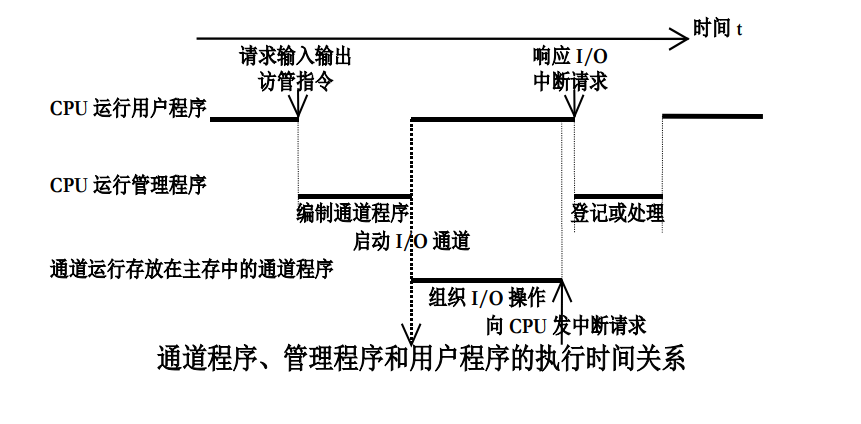 时间 t
请求输入输出
访管指令
响应 I/O
中断请求
CPU 运行用户程序
CPU 运行管理程序
编制通道程序
登记或处理
启动 I/O 通道
通道运行存放在主存中的通道程序
组织 I/O 操作
向 CPU 发中断请求
通道程序、管理程序和用户程序的执行时间关系